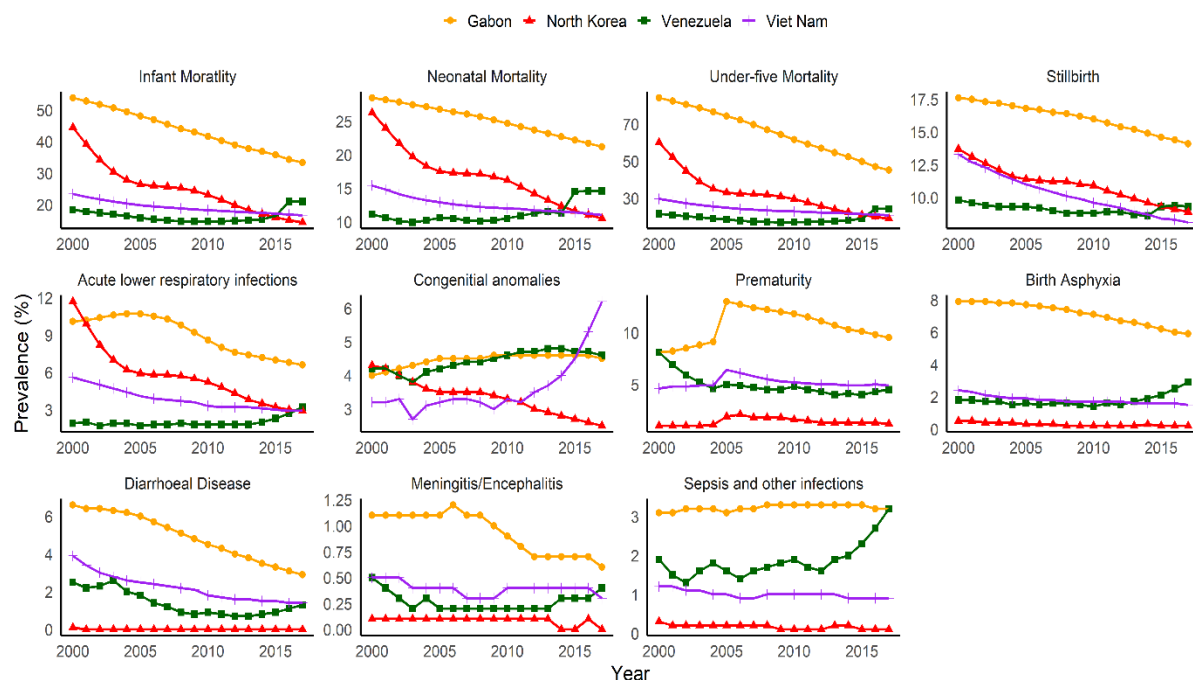 Gabon North Korea Venezuela Viet Nam
Infant Moratlity Neonatal Mortality Under-five Mortality Stillbirth
50
40
30
20
2000 2005 2010 2015
25
20
15
10
2000 2005 2010 2015
70
50
30
2000 2005 2010 2015
17.5
15.0
12.5
10.0
2000 2005 2010 2015
Prevalence (%)
Acute lower respiratory infections Congenitial anomalies Prematurity Birth Asphyxia
12
9
6
3
2000 2005 2010 2015
6
5
4
3
2000 2005 2010 2015
10
5
2000 2005 2010 2015
8
6
4
2
0
2000 2005 2010 2015
Diarrhoeal Disease Meningitis/Encephalitis Sepsis and other infections
6
4
2
0
2000 2005 2010 2015
1.25
1.00
0.75
0.50
0.25
0.00
2000 2005 2010 2015
3
2
1
0
2000 2005 2010 2015
Year